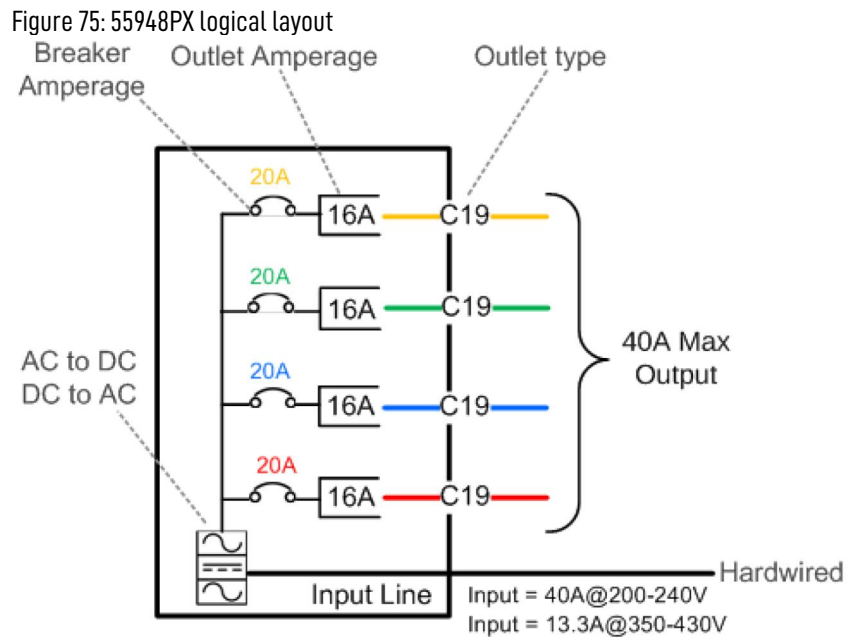 Figure 75: 55948PX logical layout
Breaker
Amperage
Outlet Amperage
Outlet type
20A
16A
C19
20A
16A
C19
20A
16A
C19
20A
16A
C19
40A Max
Output
AC to DC
DC to AC
Input Line
Hardwired
Input = 40A@200-240V
Input = 13.3A@350-430V